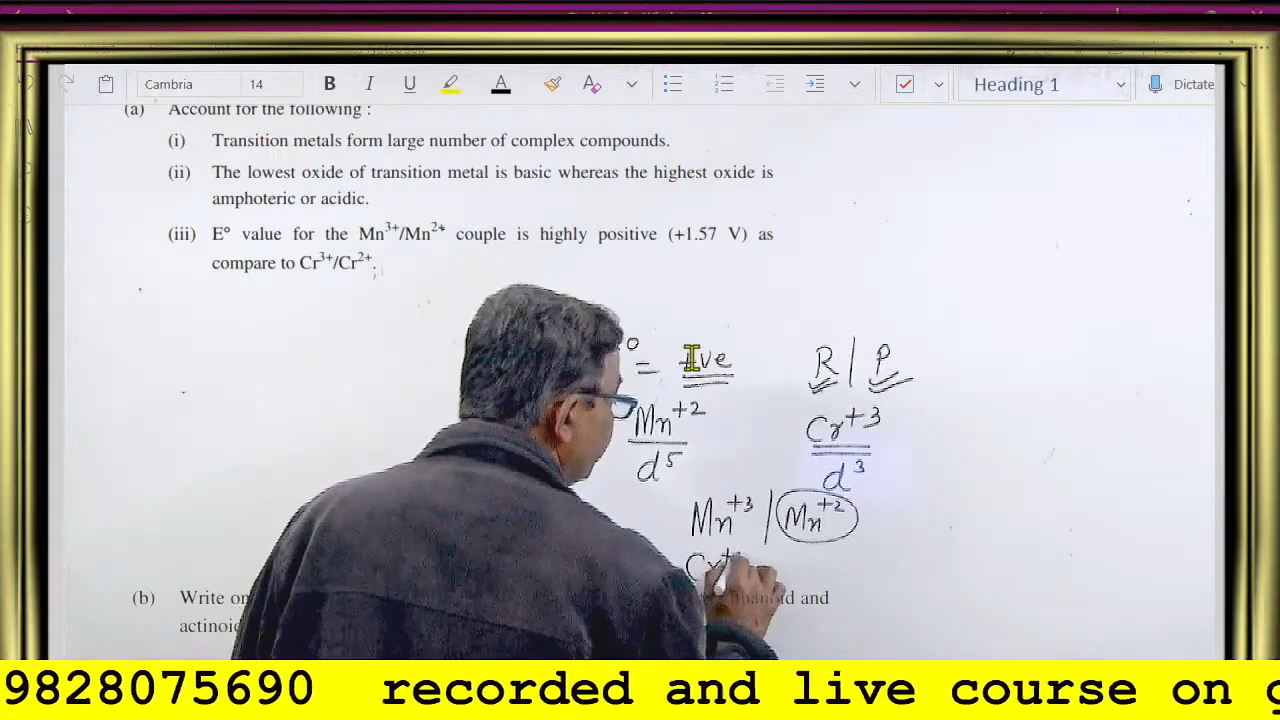 Cambria 14 B I U A A Heading 1 Dictate
(a) Account for the following :
(i) Transition metals form large number of complex compounds.
(ii) The lowest oxide of transition metal is basic whereas the highest oxide is
amphoteric or acidic.
(iii) E° value for the Mn³⁺/Mn²⁺ couple is highly positive (+1.57 V) as
compare to Cr³⁺/Cr²⁺.
° = +ve R | P
Mn⁺² Cr⁺³
d⁵ d³
Mn⁺³ | Mn⁺²
Cr⁺
(b) Write and
9828075690 recorded and live course on